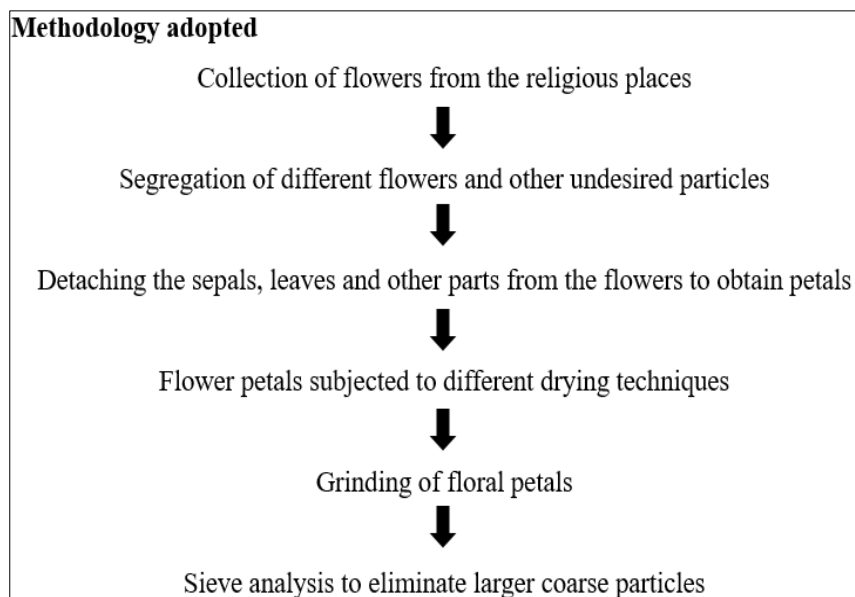 Methodology adopted
Collection of flowers from the religious places
Segregation of different flowers and other undesired particles
Detaching the sepals, leaves and other parts from the flowers to obtain petals
Flower petals subjected to different drying techniques
Grinding of floral petals
Sieve analysis to eliminate larger coarse particles